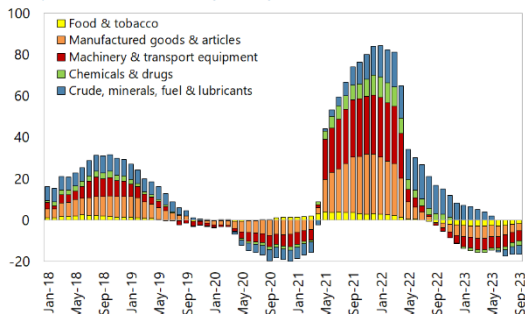 100
80
60
40
20
0
-20
Food & tobacco
Manufactured goods & articles
Machinery & transport equipment
Chemicals & drugs
Crude, minerals, fuel & lubricants
Jan-18
May-18
Sep-18
Jan-19
May-19
Sep-19
Jan-20
May-20
Sep-20
Jan-21
May-21
Sep-21
Jan-22
May-22
Sep-22
Jan-23
May-23
Sep-23